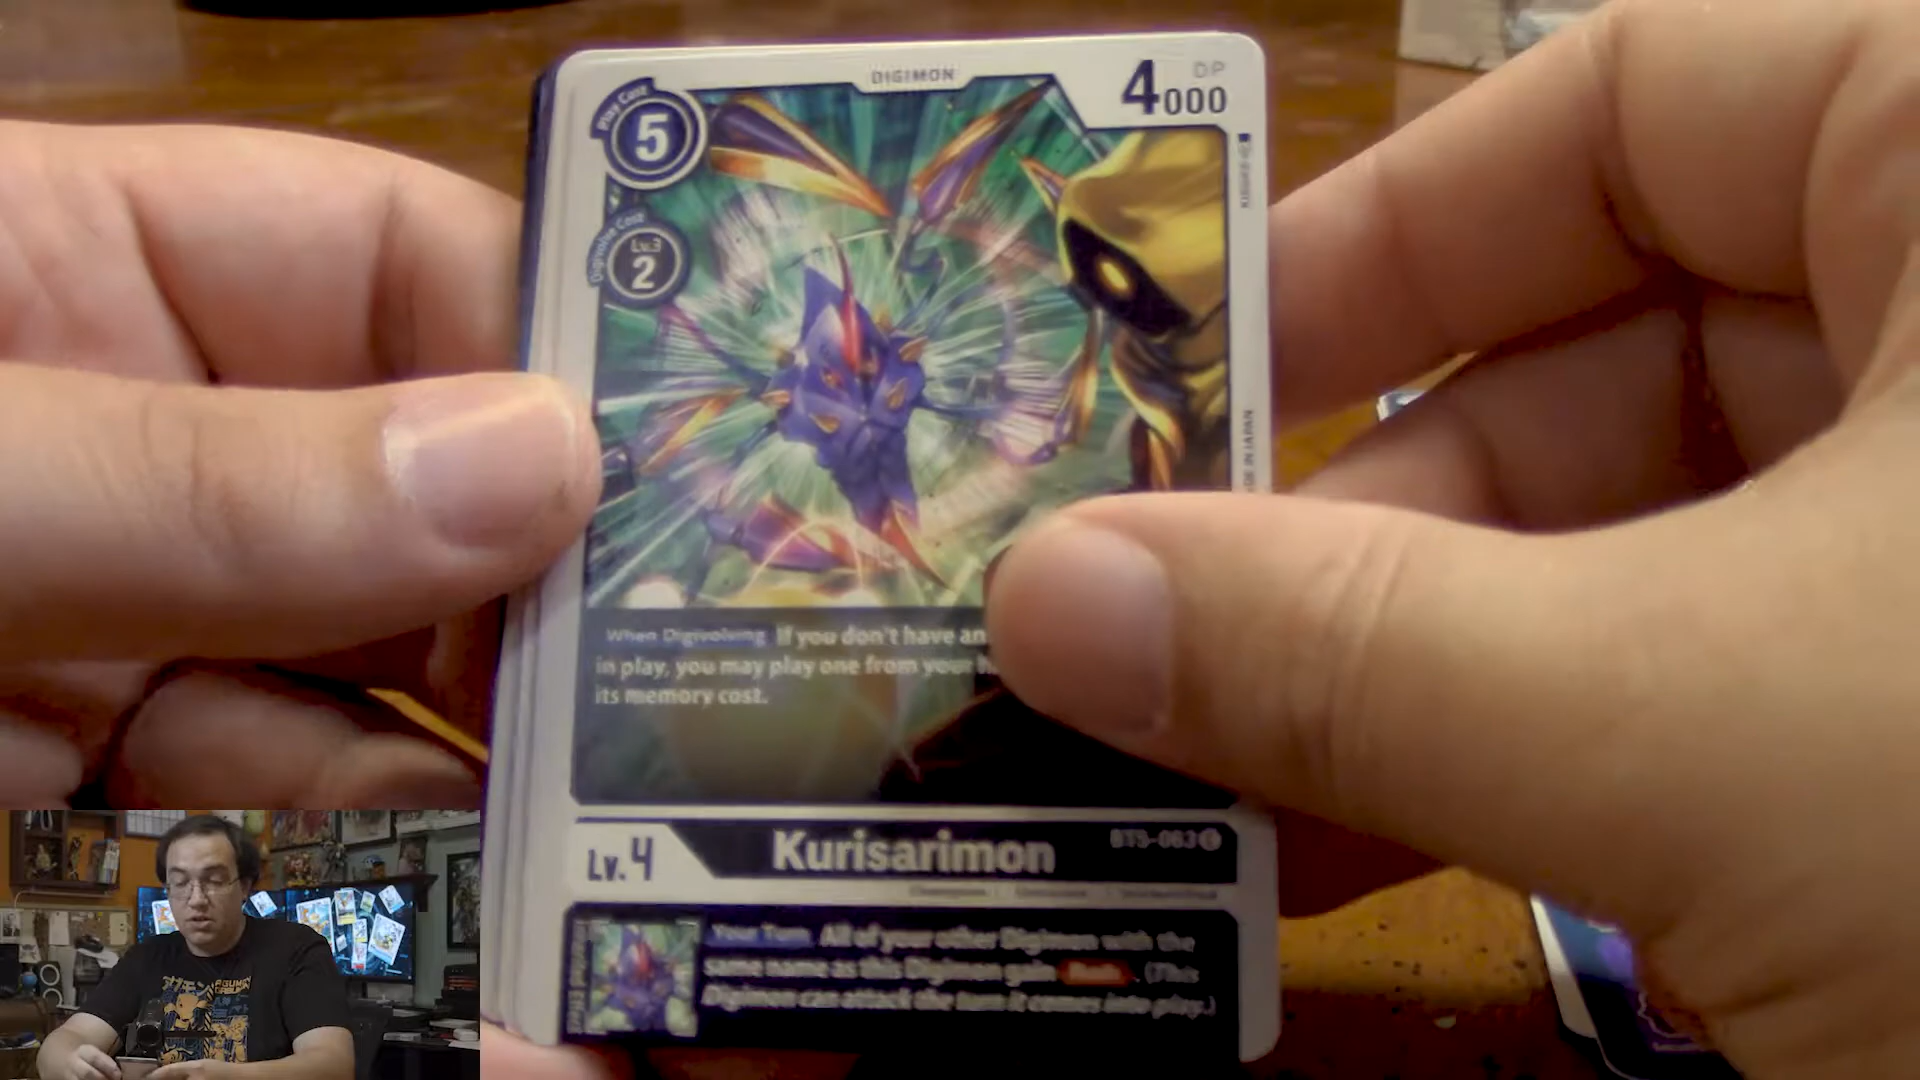 DIGIMON
Play Cost
5
DP
4000
Digivolve Cost
Lv.3
2
When Digivolving If you don't have an
in play, you may play one from your
its memory cost.
Lv.4
Kurisarimon
BT5-063 C
Your Turn All of your other Digimon with the
same name as this Digimon gain Rush. (This
Digimon can attack the turn it comes into play.)